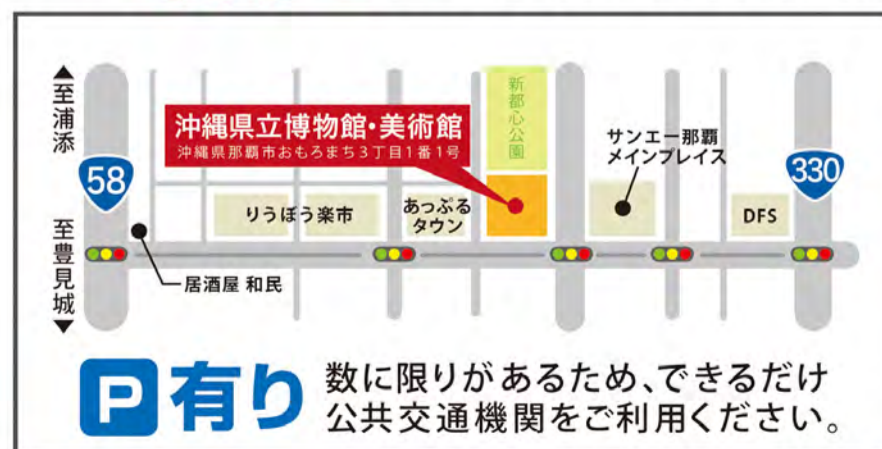 ▲至浦添
至豊見城▼
58
沖縄県立博物館・美術館
沖縄県那覇市おもろまち3丁目1番1号
新都心公園
サンエー那覇
メインプレイス
330
りうぼう楽市
あっぷる
タウン
DFS
居酒屋 和民
P有り
数に限りがあるため、できるだけ
公共交通機関をご利用ください。